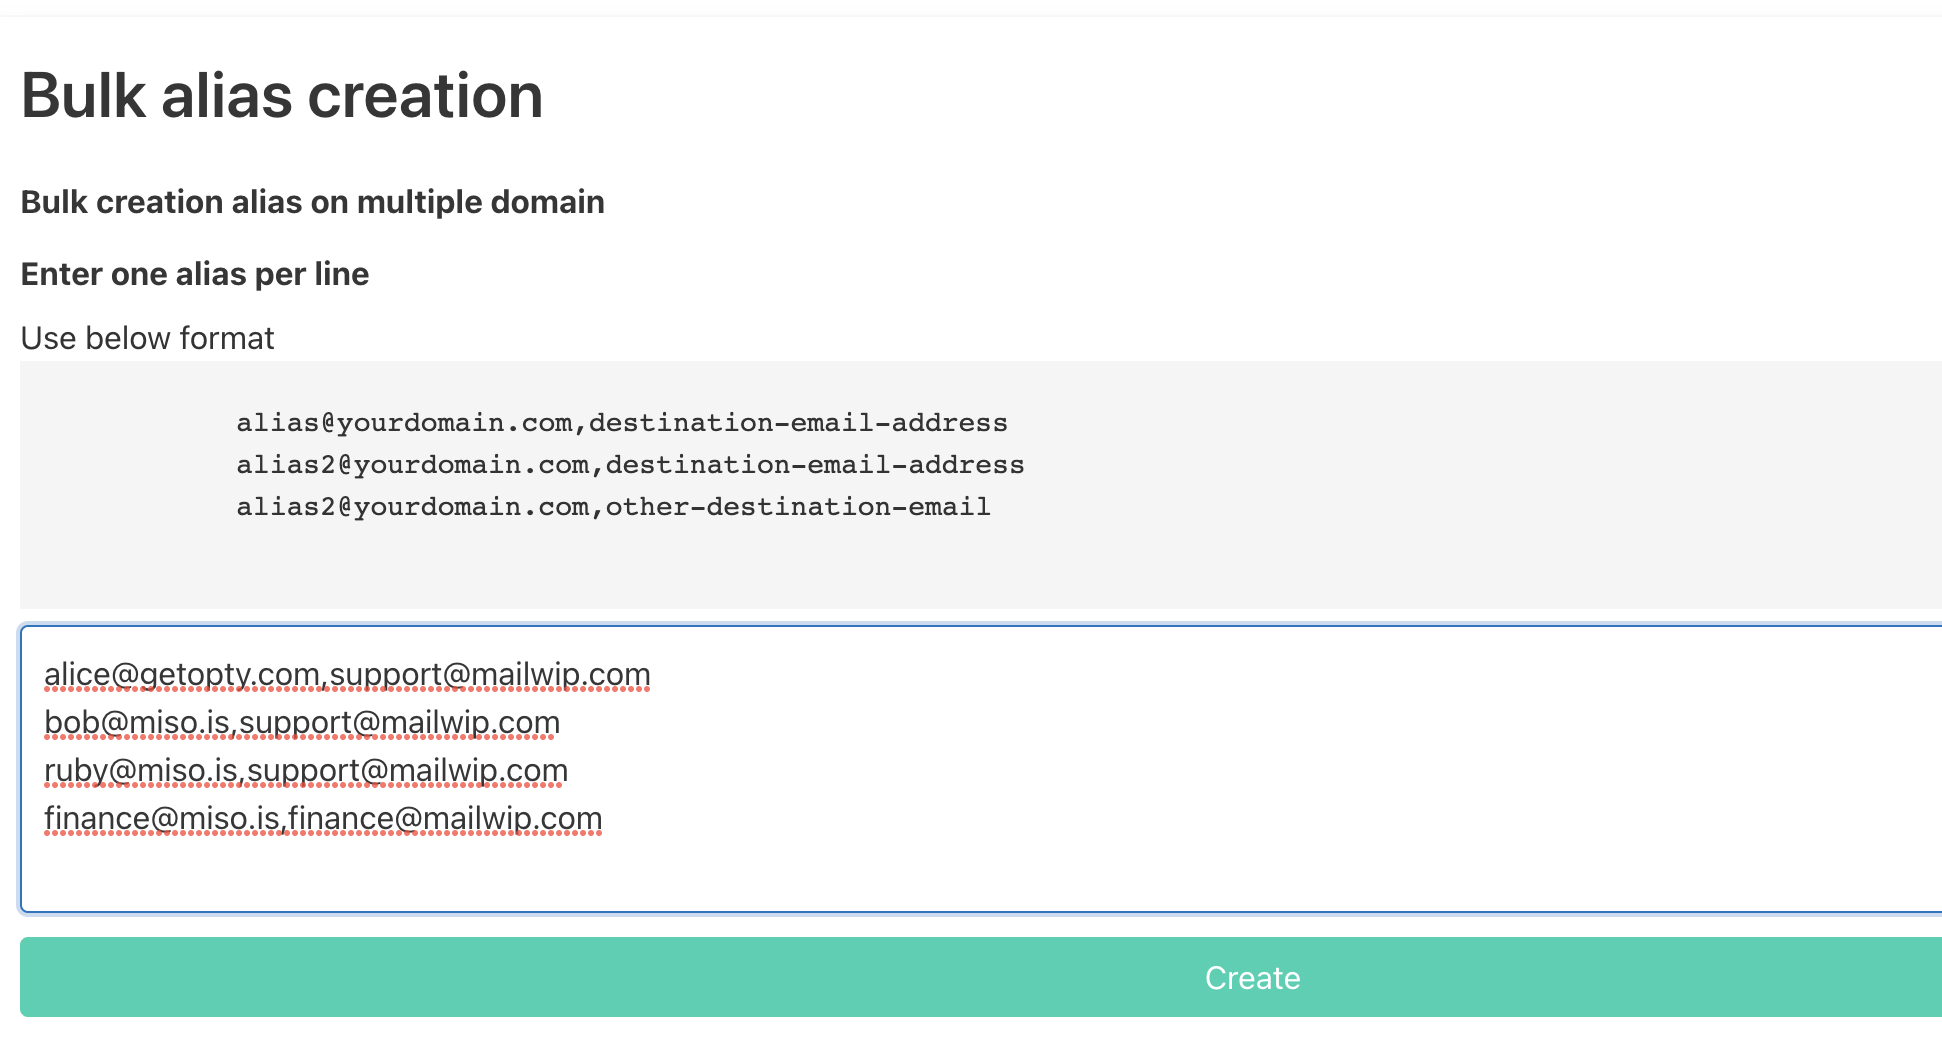 Bulk alias creation
Bulk creation alias on multiple domain
Enter one alias per line
Use below format
alias@yourdomain.com,destination-email-address
alias2@yourdomain.com,destination-email-address
alias2@yourdomain.com,other-destination-email
alice@getopty.com,support@mailwip.com
bob@miso.is,support@mailwip.com
ruby@miso.is,support@mailwip.com
finance@miso.is,finance@mailwip.com
Create